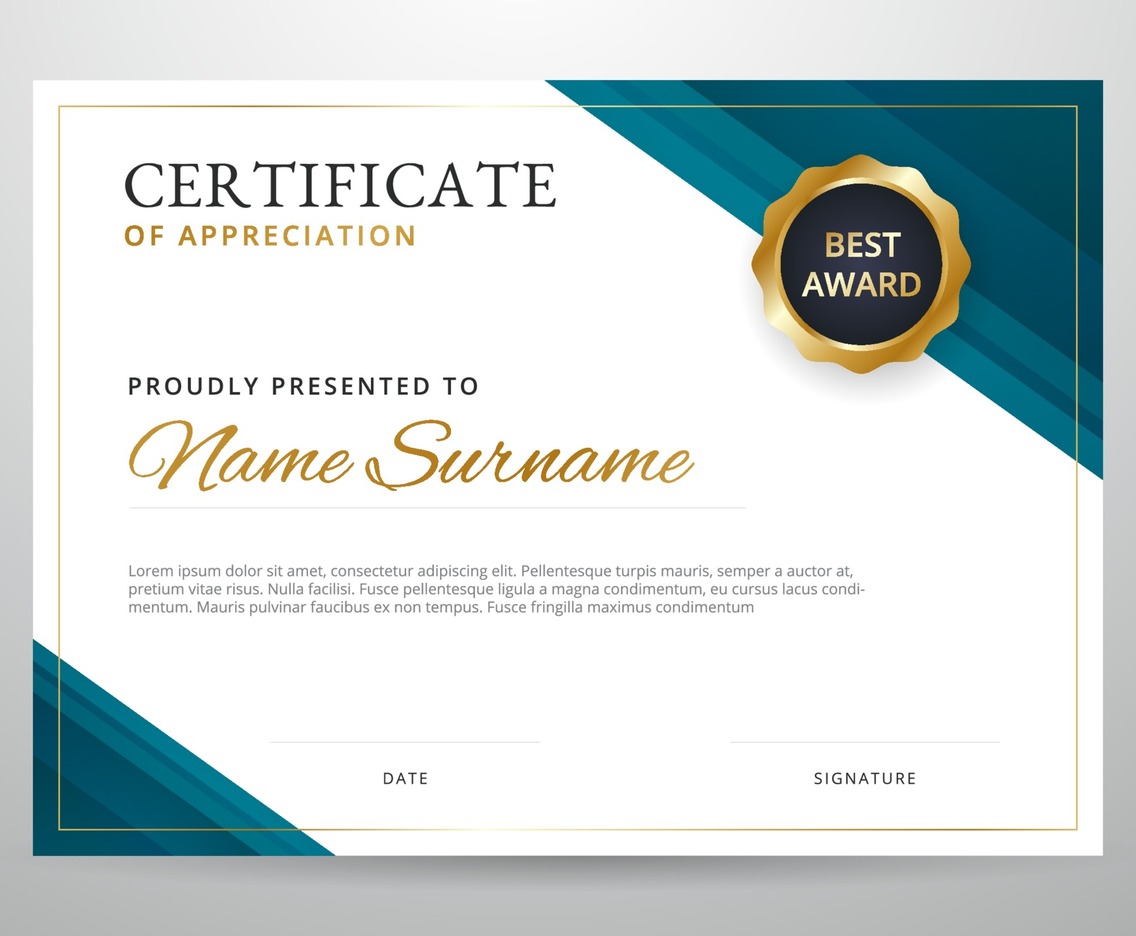 CERTIFICATE
OF APPRECIATION
BEST
AWARD
PROUDLY PRESENTED TO
Name Surname
Lorem ipsum dolor sit amet, consectetur adipiscing elit. Pellentesque turpis mauris, semper a auctor at,
pretium vitae risus. Nulla facilisi. Fusce pellentesque ligula a magna condimentum, eu cursus lacus condi-
mentum. Mauris pulvinar faucibus ex non tempus. Fusce fringilla maximus condimentum
DATE
SIGNATURE